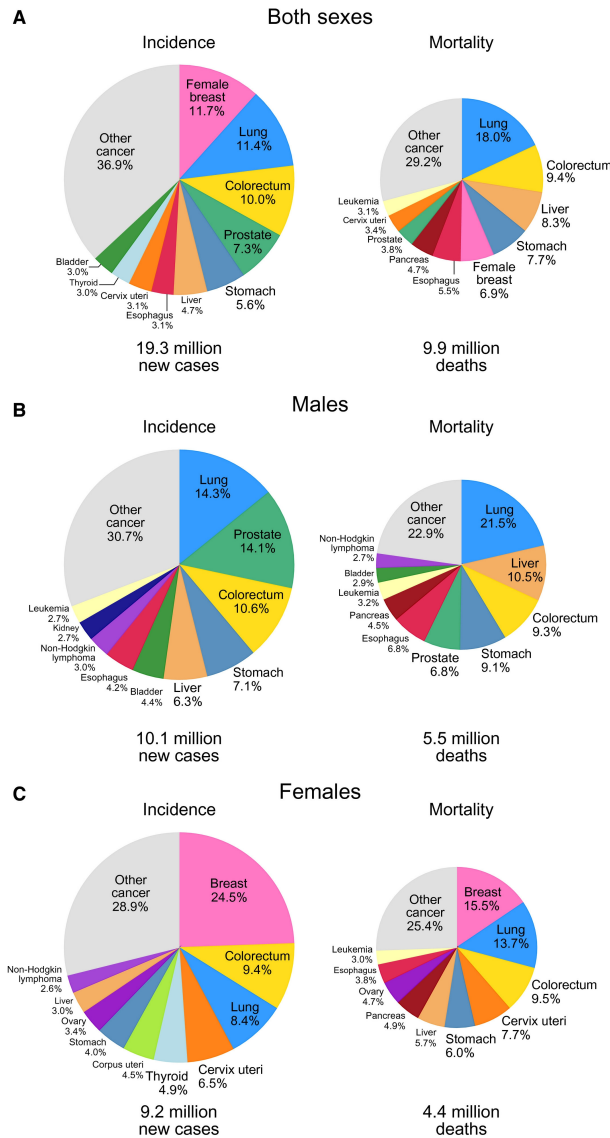 A
Both sexes
Incidence
Mortality
Female
breast
11.7%
Lung
11.4%
Colorectum
10.0%
Prostate
7.3%
Stomach
5.6%
Liver
4.7%
Esophagus
3.1%
Cervix uteri
3.1%
Thyroid
3.0%
Bladder
3.0%
Other
cancer
36.9%
19.3 million
new cases
Lung
18.0%
Colorectum
9.4%
Liver
8.3%
Stomach
7.7%
Female
breast
6.9%
Esophagus
5.5%
Pancreas
4.7%
Prostate
3.8%
Cervix uteri
3.4%
Leukemia
3.1%
Other
cancer
29.2%
9.9 million
deaths
B
Males
Incidence
Mortality
Lung
14.3%
Prostate
14.1%
Colorectum
10.6%
Stomach
7.1%
Liver
6.3%
Bladder
4.4%
Esophagus
4.2%
Non-Hodgkin
lymphoma
3.0%
Kidney
2.7%
Leukemia
2.7%
Other
cancer
30.7%
10.1 million
new cases
Lung
21.5%
Liver
10.5%
Colorectum
9.3%
Stomach
9.1%
Prostate
6.8%
Esophagus
6.8%
Pancreas
4.5%
Leukemia
3.2%
Bladder
2.9%
Non-Hodgkin
lymphoma
2.7%
Other
cancer
22.9%
5.5 million
deaths
C
Females
Incidence
Mortality
Breast
24.5%
Colorectum
9.4%
Lung
8.4%
Cervix uteri
6.5%
Thyroid
4.9%
Corpus uteri
4.5%
Stomach
4.0%
Ovary
3.4%
Liver
3.0%
Non-Hodgkin
lymphoma
2.6%
Other
cancer
28.9%
9.2 million
new cases
Breast
15.5%
Lung
13.7%
Colorectum
9.5%
Cervix uteri
7.7%
Stomach
6.0%
Liver
5.7%
Pancreas
4.9%
Ovary
4.7%
Esophagus
3.8%
Leukemia
3.0%
Other
cancer
25.4%
4.4 million
deaths